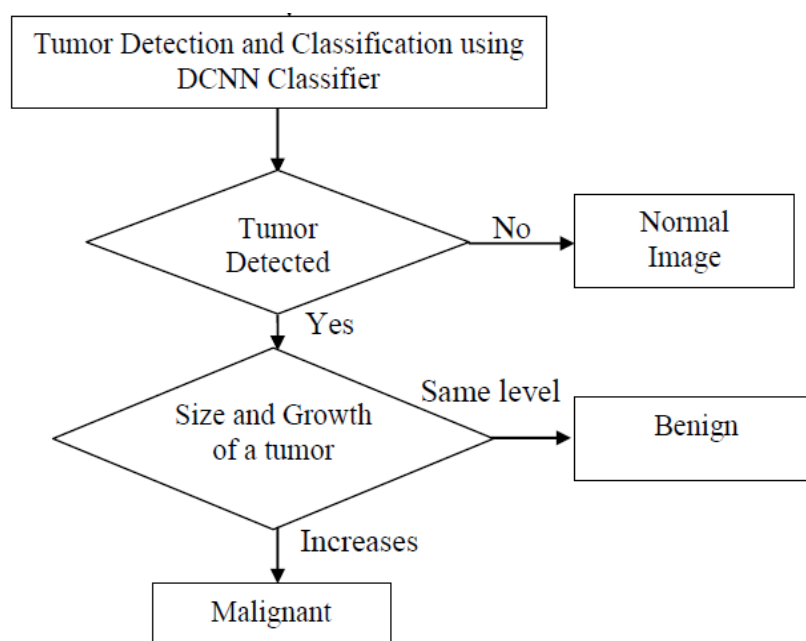 Tumor Detection and Classification using
DCNN Classifier
Tumor
Detected
No
Normal
Image
Yes
Size and Growth
of a tumor
Same level
Benign
Increases
Malignant